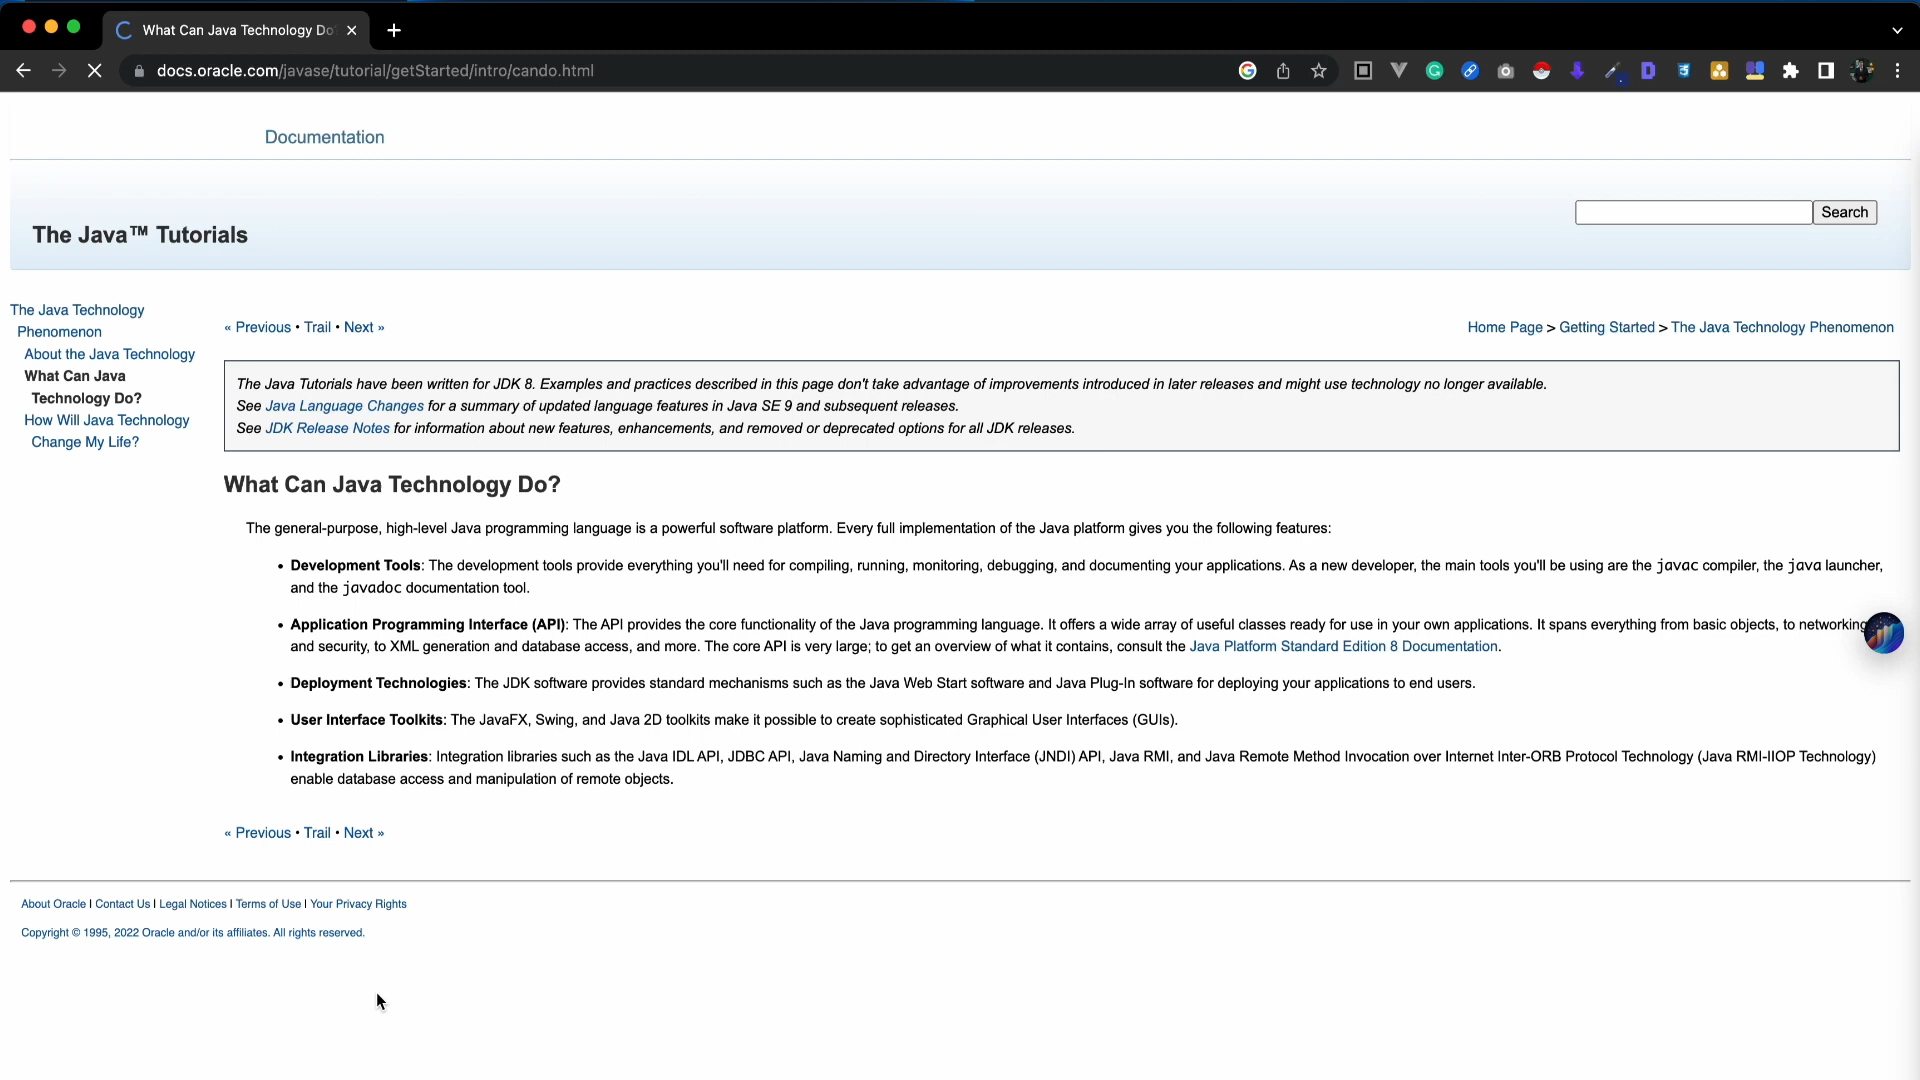 What Can Java Technology Do
docs.oracle.com/javase/tutorial/getStarted/intro/cando.html
Documentation
The Java™ Tutorials
Search
The Java Technology
Phenomenon
About the Java Technology
What Can Java
Technology Do?
How Will Java Technology
Change My Life?
« Previous • Trail • Next »
Home Page > Getting Started > The Java Technology Phenomenon
The Java Tutorials have been written for JDK 8. Examples and practices described in this page don't take advantage of improvements introduced in later releases and might use technology no longer available.
See Java Language Changes for a summary of updated language features in Java SE 9 and subsequent releases.
See JDK Release Notes for information about new features, enhancements, and removed or deprecated options for all JDK releases.
What Can Java Technology Do?
The general-purpose, high-level Java programming language is a powerful software platform. Every full implementation of the Java platform gives you the following features:
• Development Tools: The development tools provide everything you'll need for compiling, running, monitoring, debugging, and documenting your applications. As a new developer, the main tools you'll be using are the javac compiler, the java launcher,
and the javadoc documentation tool.
• Application Programming Interface (API): The API provides the core functionality of the Java programming language. It offers a wide array of useful classes ready for use in your own applications. It spans everything from basic objects, to networking
and security, to XML generation and database access, and more. The core API is very large; to get an overview of what it contains, consult the Java Platform Standard Edition 8 Documentation.
• Deployment Technologies: The JDK software provides standard mechanisms such as the Java Web Start software and Java Plug-In software for deploying your applications to end users.
• User Interface Toolkits: The JavaFX, Swing, and Java 2D toolkits make it possible to create sophisticated Graphical User Interfaces (GUIs).
• Integration Libraries: Integration libraries such as the Java IDL API, JDBC API, Java Naming and Directory Interface (JNDI) API, Java RMI, and Java Remote Method Invocation over Internet Inter-ORB Protocol Technology (Java RMI-IIOP Technology)
enable database access and manipulation of remote objects.
« Previous • Trail • Next »
About Oracle | Contact Us | Legal Notices | Terms of Use | Your Privacy Rights
Copyright © 1995, 2022 Oracle and/or its affiliates. All rights reserved.